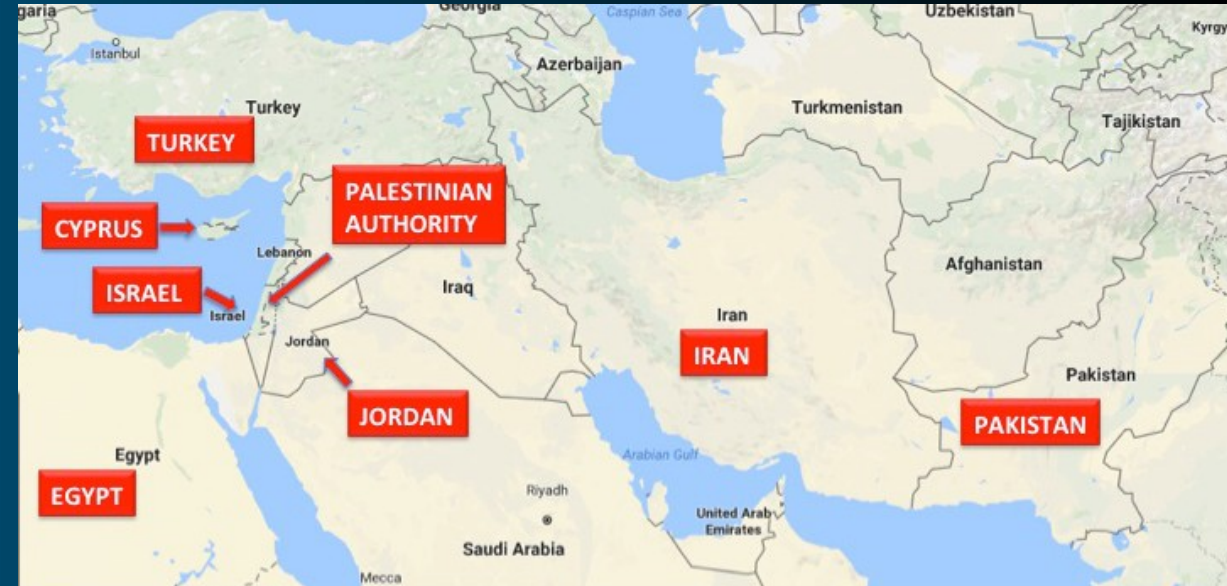 garia
Georgia
Caspian Sea
Uzbekistan
Kyrgy
Istanbul
Azerbaijan
Turkey
Turkmenistan
Tajikistan
TURKEY
PALESTINIAN
AUTHORITY
CYPRUS
Lebanon
Afghanistan
ISRAEL
Iraq
Israel
Iran
Jordan
IRAN
Pakistan
JORDAN
PAKISTAN
Egypt
Arabian Gulf
EGYPT
Riyadh
United Arab
Emirates
Saudi Arabia
Mecca